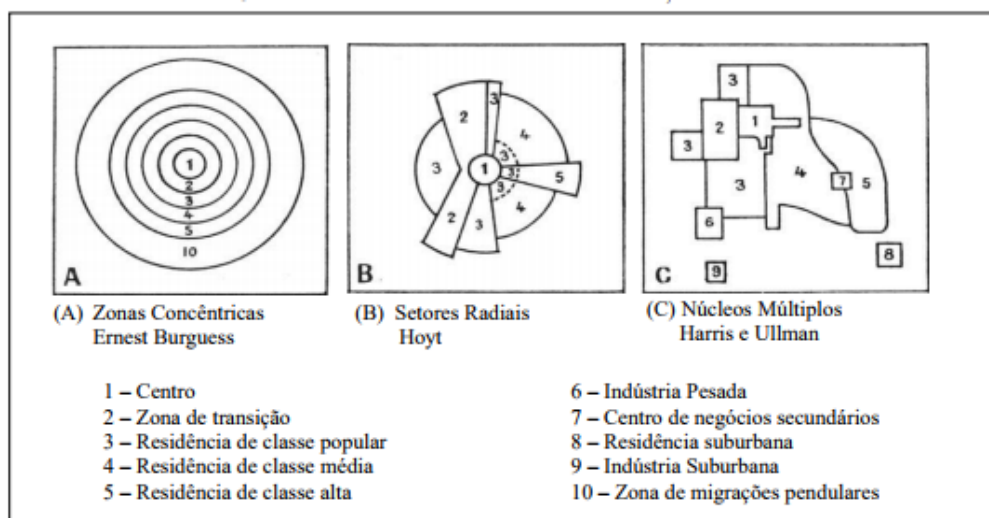 1
2
3
4
5
10
A
2
3
4
3
3
1
3
5
3
2
3
4
B
3
2
1
3
3
4
7
5
6
8
9
C
(A) Zonas Concêntricas
Ernest Burguess
(B) Setores Radiais
Hoyt
(C) Núcleos Múltiplos
Harris e Ullman
1 – Centro
2 – Zona de transição
3 – Residência de classe popular
4 – Residência de classe média
5 – Residência de classe alta
6 – Indústria Pesada
7 – Centro de negócios secundários
8 – Residência suburbana
9 – Indústria Suburbana
10 – Zona de migrações pendulares